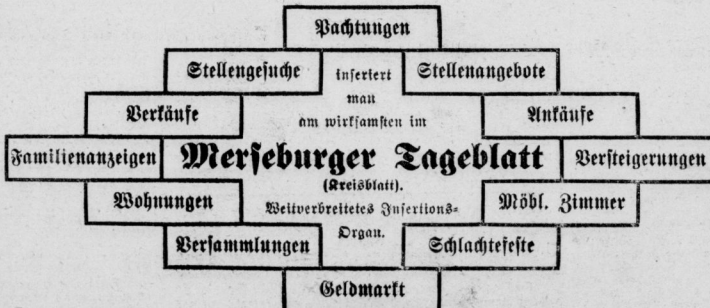 Pachtungen
Stellengesuche inseriert Stellenangebote
man
Verkäufe am wirksamsten im Ankäufe
Familienanzeigen Merseburger Tageblatt Versteigerungen
(Kreisblatt).
Wohnungen Weitverbreitetes Insertions- Möbl. Zimmer
Organ.
Versammlungen Schlachtefeste
Geldmarkt